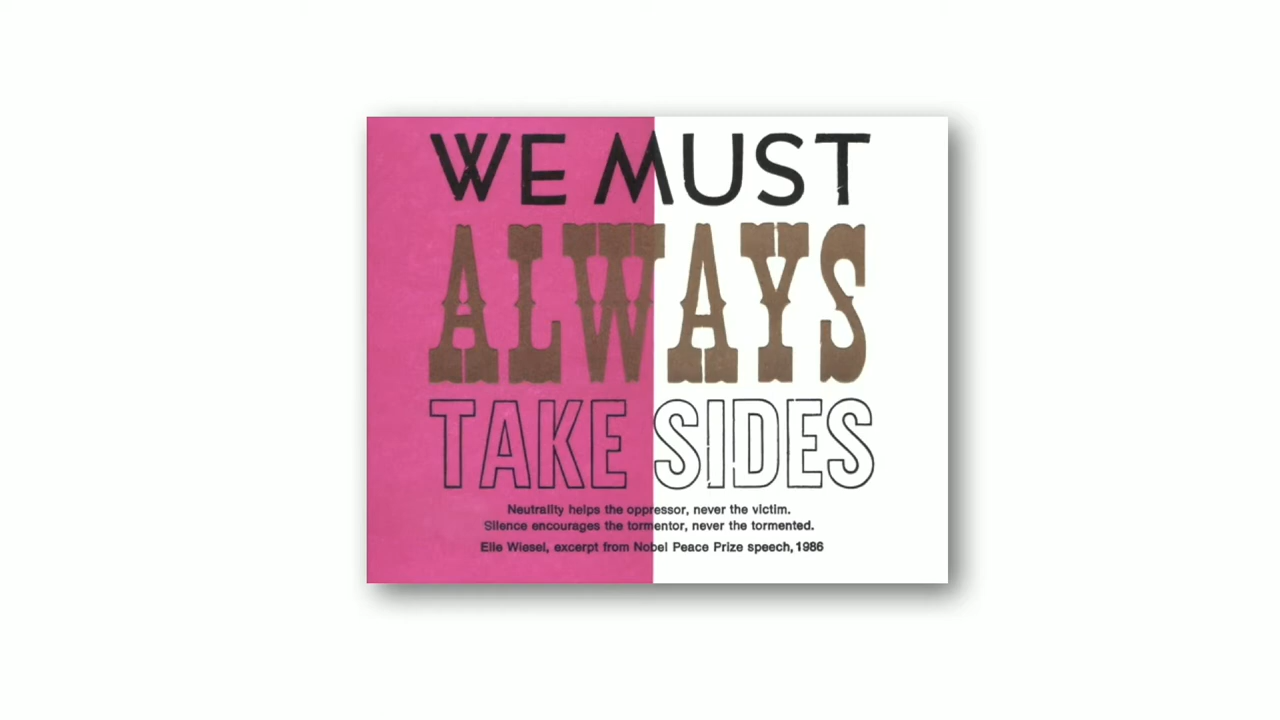 WE MUST
ALWAYS
TAKE SIDES
Neutrality helps the oppressor, never the victim.
Silence encourages the tormentor, never the tormented.
Elie Wiesel, excerpt from Nobel Peace Prize speech, 1986